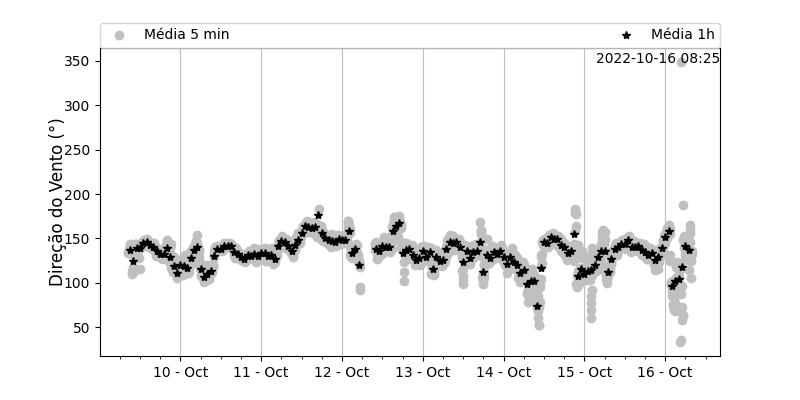 Média 5 min
Média 1h
2022-10-16 08:25
Direção do Vento (°)
350
300
250
200
150
100
50
10 - Oct
11 - Oct
12 - Oct
13 - Oct
14 - Oct
15 - Oct
16 - Oct